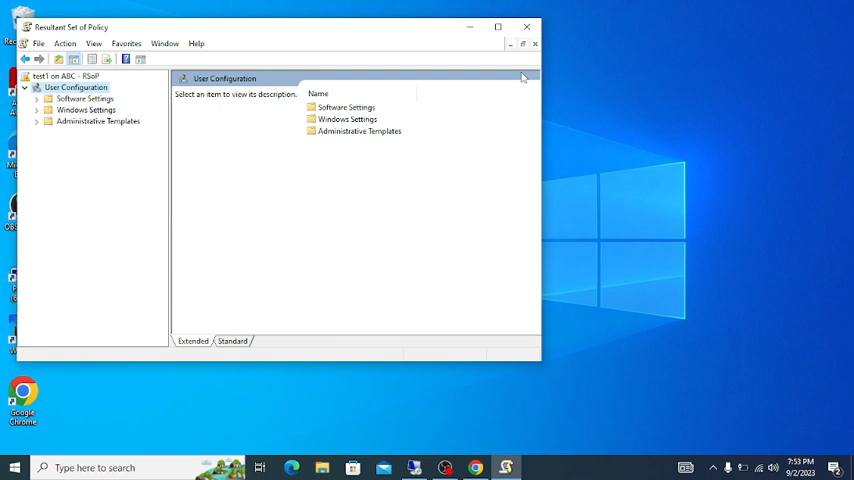 Resultant Set of Policy
File Action View Favorites Window Help
test1 on ABC - RSoP
User Configuration
Software Settings
Windows Settings
Administrative Templates
User Configuration
Select an item to view its description.
Name
Software Settings
Windows Settings
Administrative Templates
Extended Standard
Google
Chrome
Type here to search
7:53 PM
9/2/2023
2